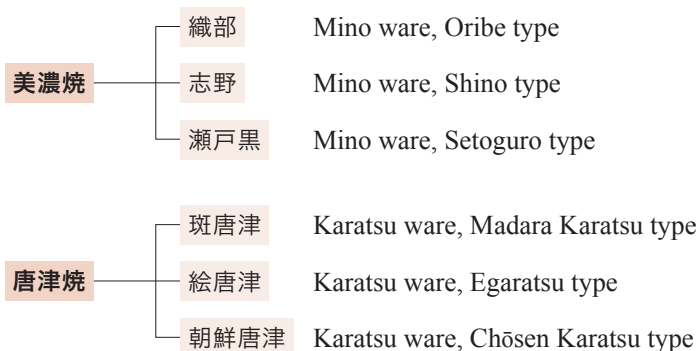 織部 Mino ware, Oribe type
美濃焼 志野 Mino ware, Shino type
瀬戸黒 Mino ware, Setoguro type
斑唐津 Karatsu ware, Madara Karatsu type
唐津焼 絵唐津 Karatsu ware, Egaratsu type
朝鮮唐津 Karatsu ware, Chōsen Karatsu type